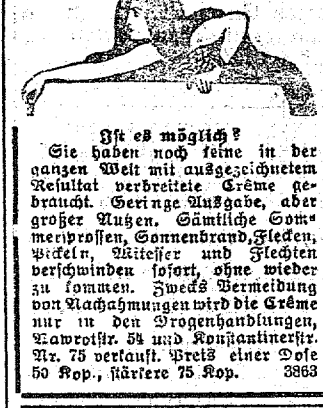 Ist es möglich?
Sie haben noch keine in der
ganzen Welt mit ausgezeichnetem
Resultat verbreitete Crême ge-
braucht. Geringe Ausgabe, aber
großer Nutzen. Sämtliche Som-
mersprossen, Sonnenbrand, Flecken,
Pickeln, Mitesser und Flechten
verschwinden sofort, ohne wieder
zu kommen. Zwecks Vermeidung
von Nachahmungen wird die Crême
nur in den Drogenhandlungen,
Nawrotstr. 54 und Konstantinerstr.
Nr. 75 verkauft. Preis einer Dose
50 Kop., stärkere 75 Kop. 3863